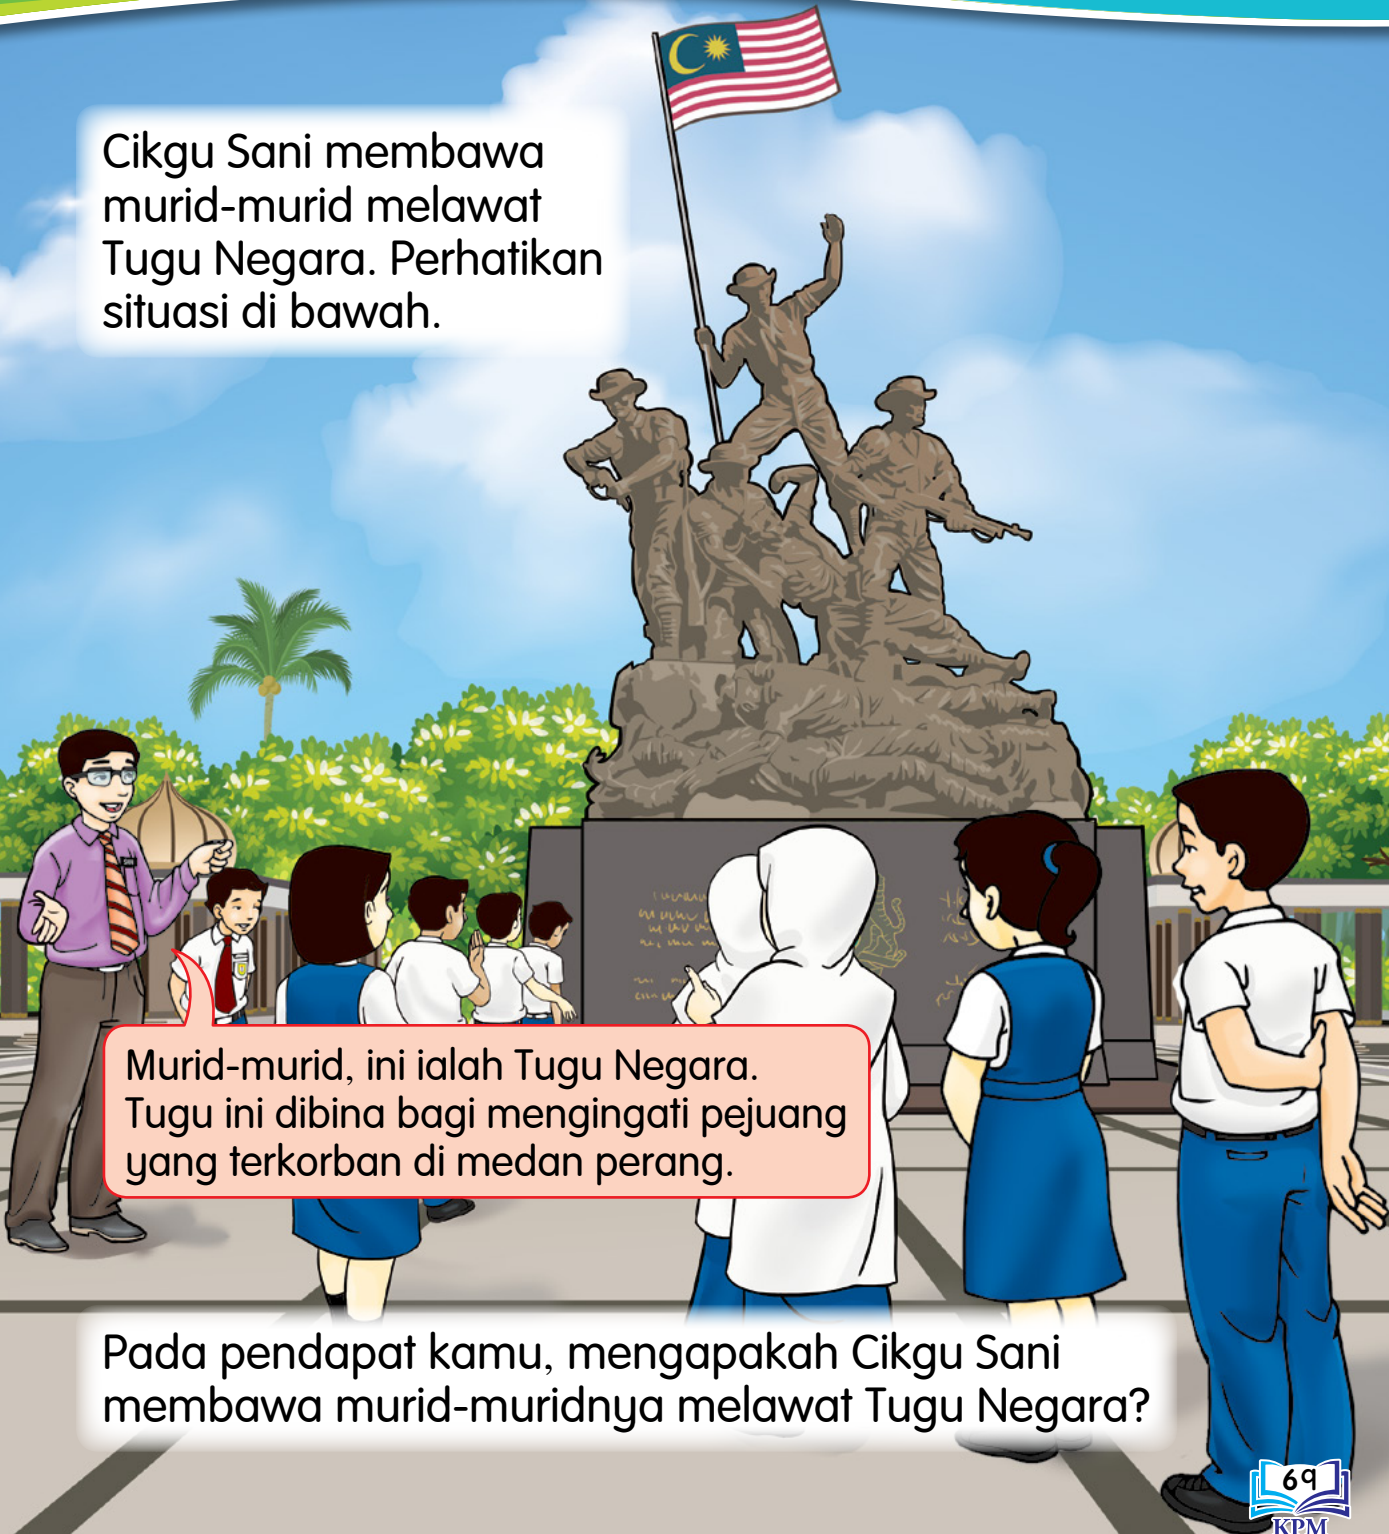 Cikgu Sani membawa
murid-murid melawat
Tugu Negara. Perhatikan
situasi di bawah.
Murid-murid, ini ialah Tugu Negara.
Tugu ini dibina bagi mengingati pejuang
yang terkorban di medan perang.
Pada pendapat kamu, mengapakah Cikgu Sani
membawa murid-muridnya melawat Tugu Negara?
69
KPM